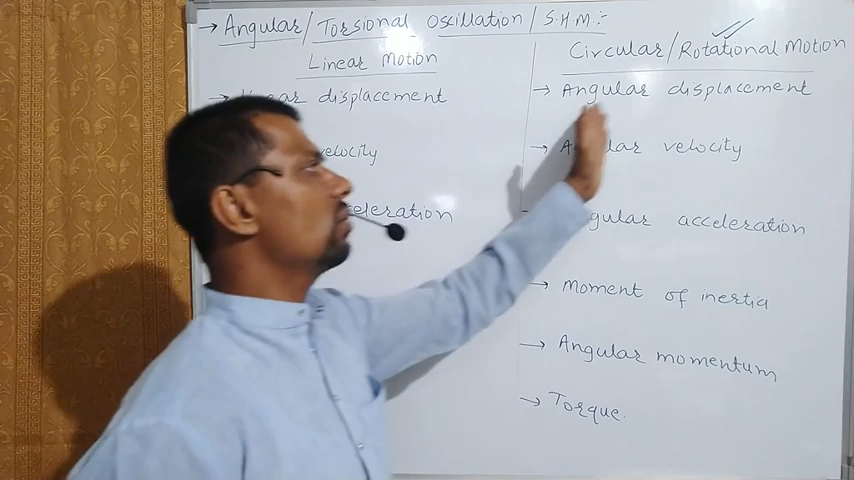 → Angular/Torsional Oscillation/S.H.M:-
Linear Motion
displacement
velocity
Circular/Rotational Motion
→ Angular displacement
→ velocity
acceleration
→ Moment of inertia
→ Angular momentum
→ Torque.